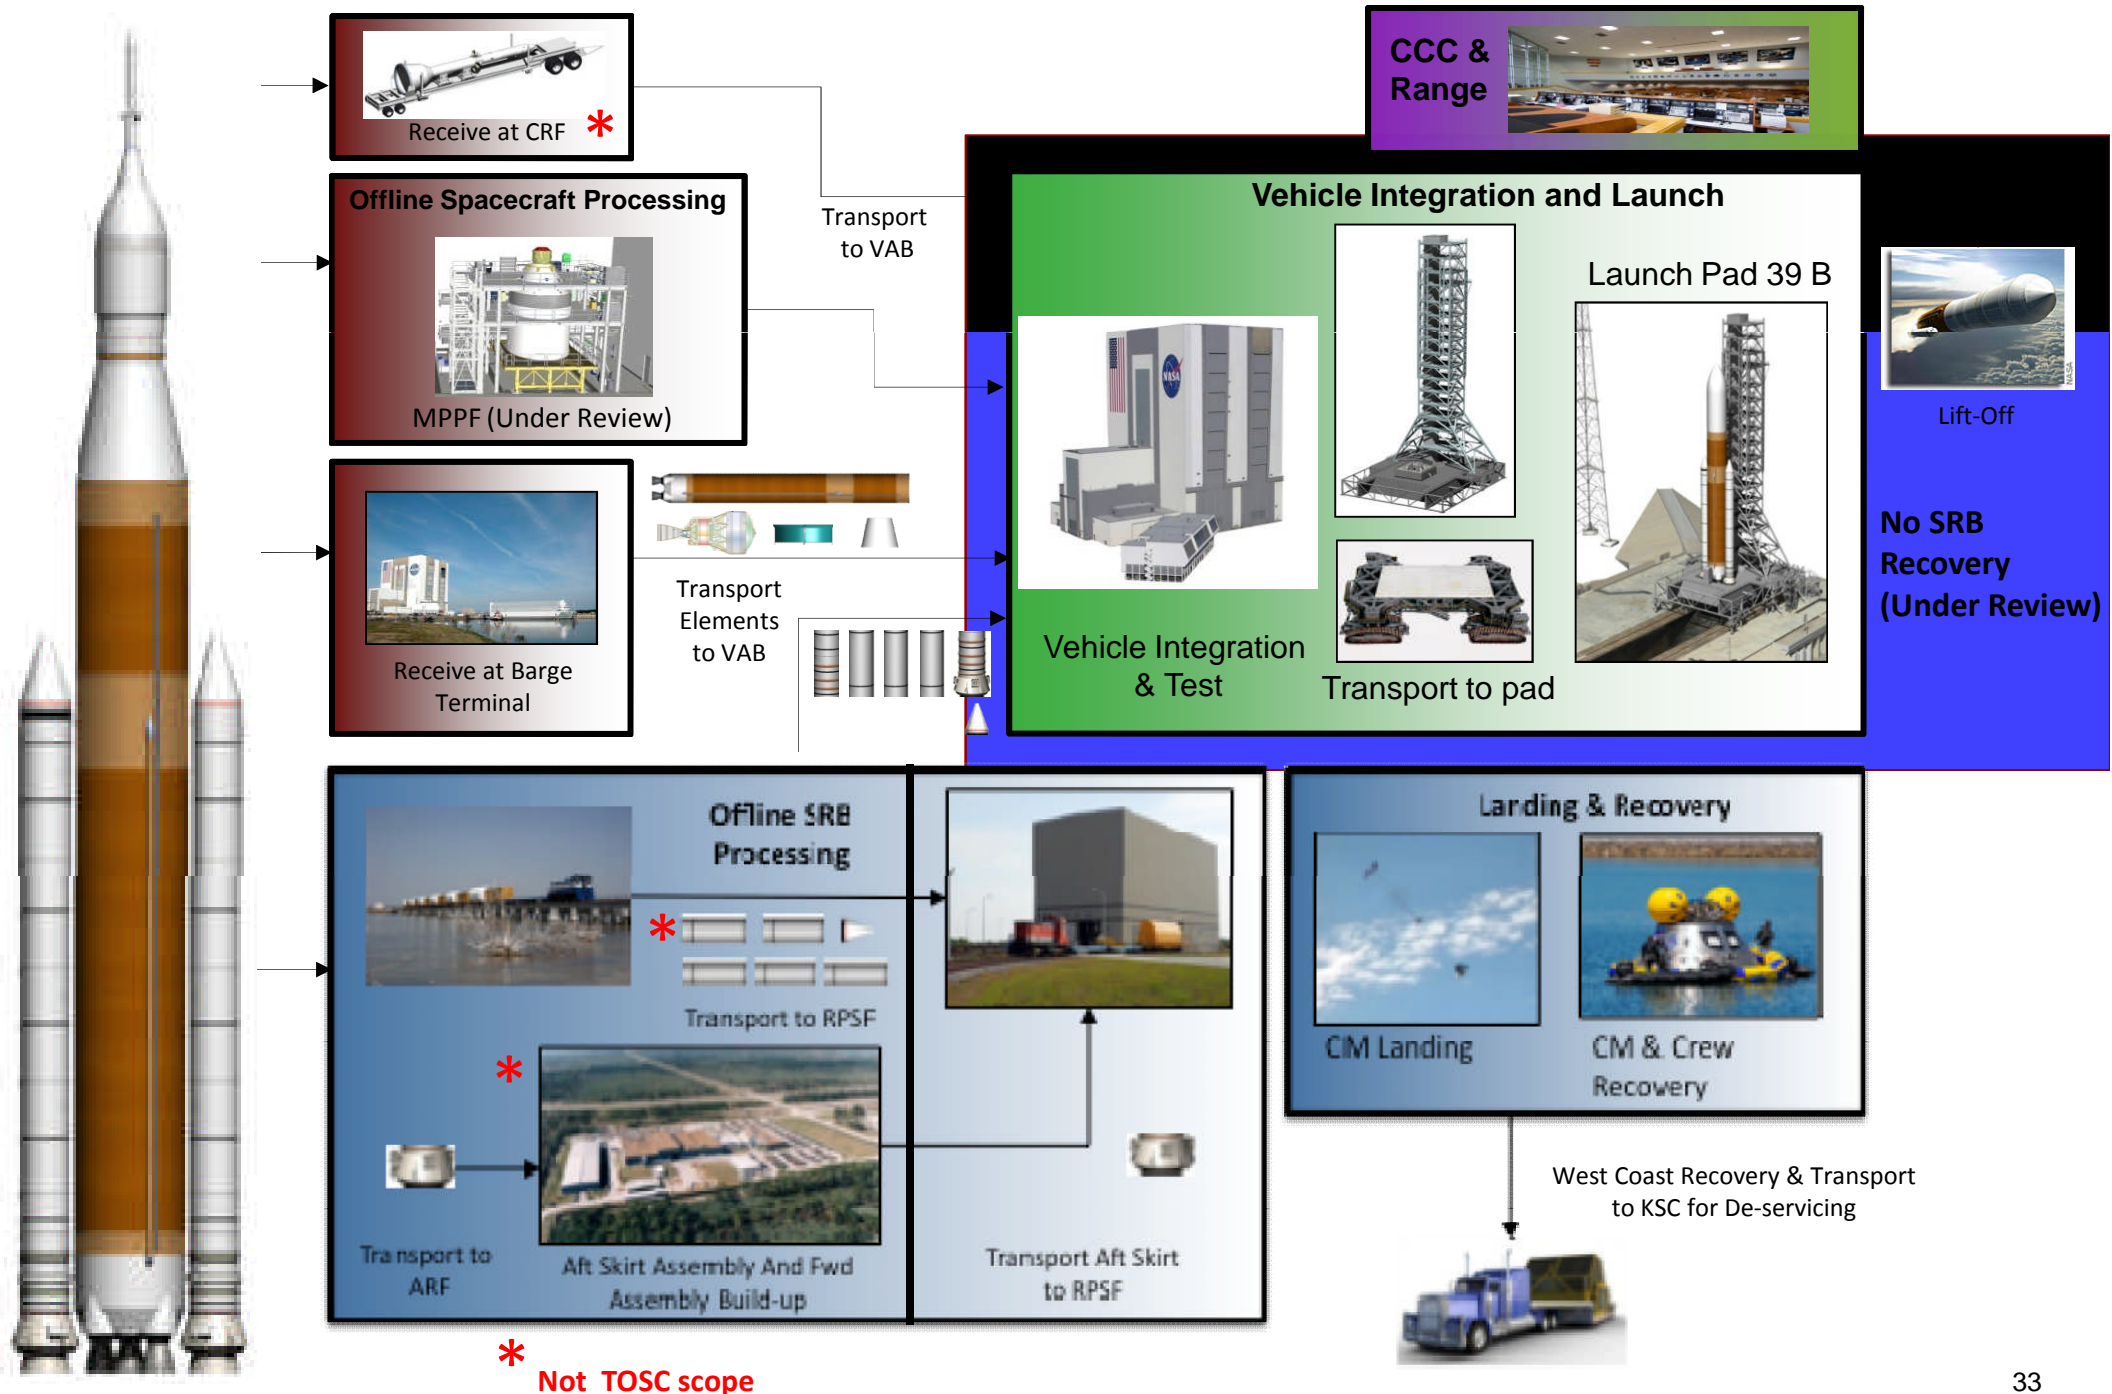 Receive at CRF *
CCC &
Range
Offline Spacecraft Processing
MPPF (Under Review)
Transport
to VAB
Vehicle Integration and Launch
Launch Pad 39 B
NASA
NASA
Lift-Off
Receive at Barge
Terminal
Transport
Elements
to VAB
Vehicle Integration
& Test
Transport to pad
No SRB
Recovery
(Under Review)
Offline SRB
Processing
*
Transport to RPSF
*
Transport to
ARF
Aft Skirt Assembly And Fwd
Assembly Build-up
Transport Aft Skirt
to RPSF
Landing & Recovery
CM Landing
CM & Crew
Recovery
West Coast Recovery & Transport
to KSC for De-servicing
* Not TOSC scope
33